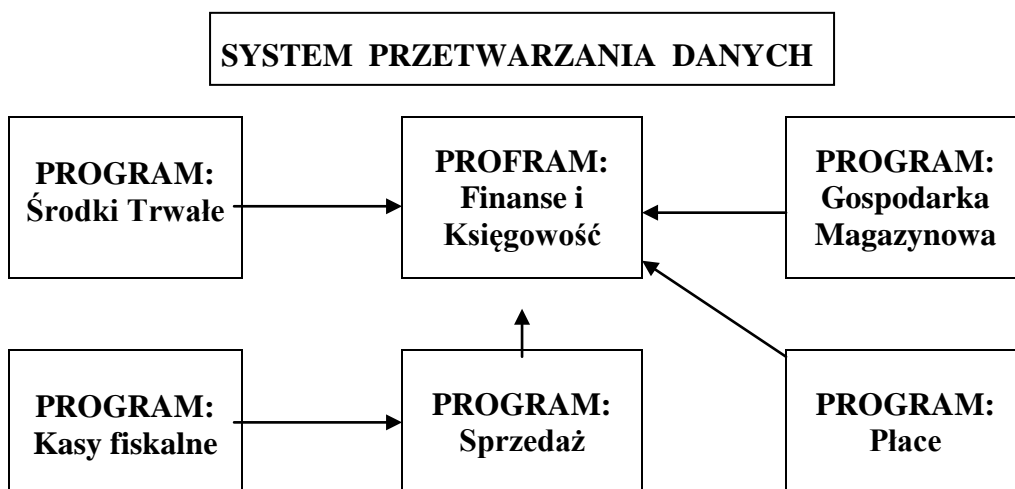 SYSTEM PRZETWARZANIA DANYCH
PROGRAM:
Środki Trwałe
PROFRAM:
Finanse i
Księgowość
PROGRAM:
Gospodarka
Magazynowa
PROGRAM:
Kasy fiskalne
PROGRAM:
Sprzedaż
PROGRAM:
Płace